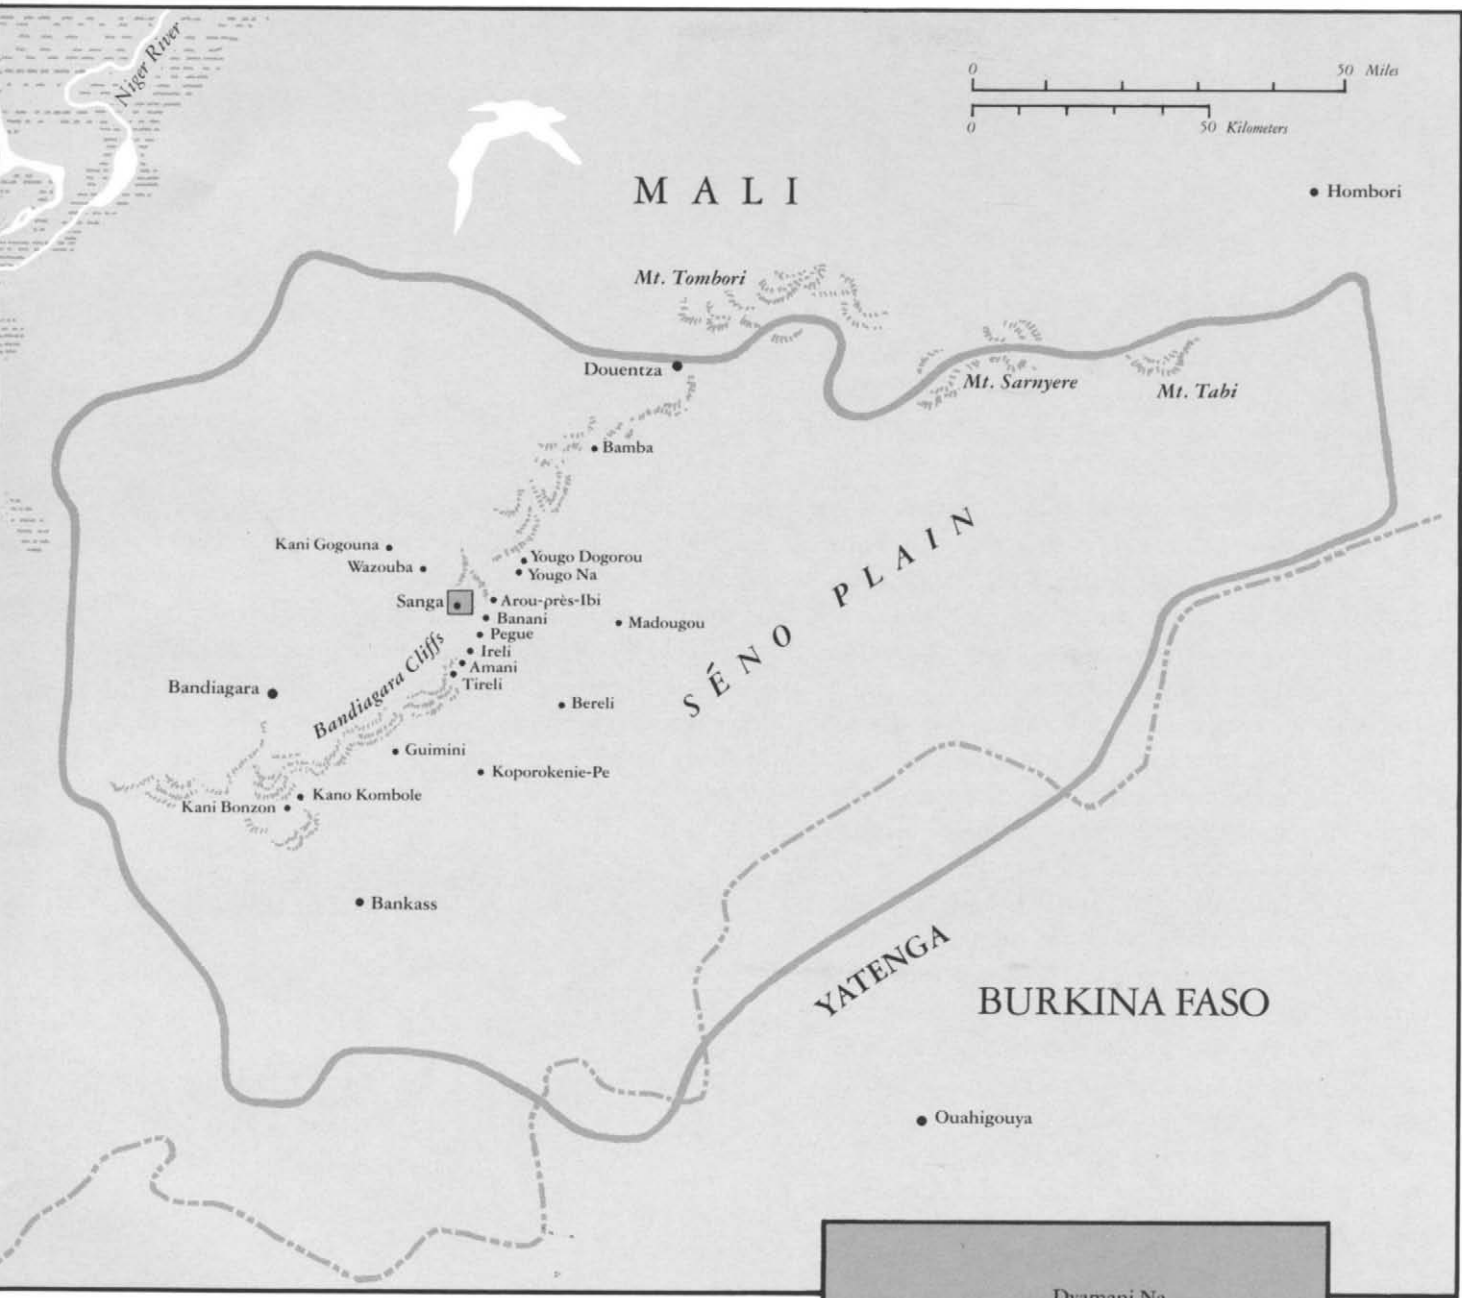 Niger River
0 50 Miles
0 50 Kilometers
MALI
Hombori
Mt. Tombori
Douentza
Mt. Sarnyere
Mt. Tabi
Bamba
SÉNO PLAIN
Kani Gogouna
Wazouba
Yougo Dogorou
Yougo Na
Sanga
Arou-près-Ibi
Banani
Madougou
Pegue
Ireli
Amani
Tireli
Bandiagara Cliffs
Bandiagara
Bereli
Guimini
Koporokenie-Pe
Kano Kombole
Kani Bonzon
Bankass
YATENGA
BURKINA FASO
Ouahigouya
Dyamani Na